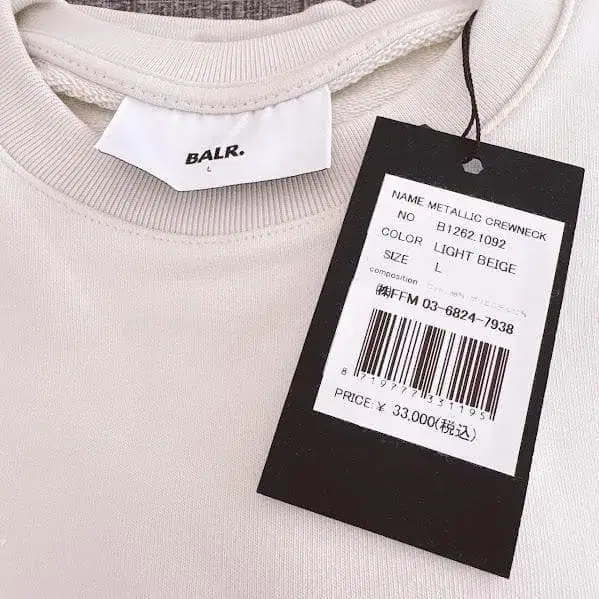 BALR.
L
NAME METALLIC CREWNECK
NO B1262.1092
COLOR LIGHT BEIGE
SIZE L
composition
㈱FFM 03-6824-7938
8 719777 331195
PRICE:¥ 33,000(税込)